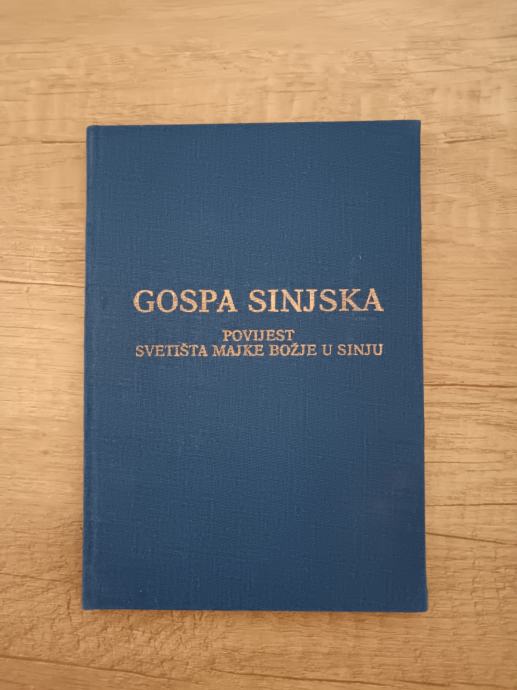 GOSPA SINJSKA
POVIJEST
SVETIŠTA MAJKE BOŽJE U SINJU